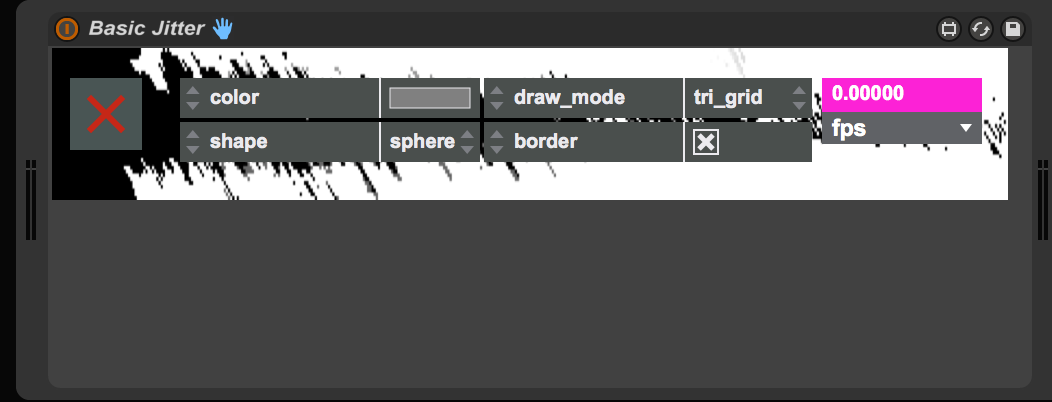 Basic Jitter
color
draw_mode
tri_grid
0.00000
shape
sphere
border
fps